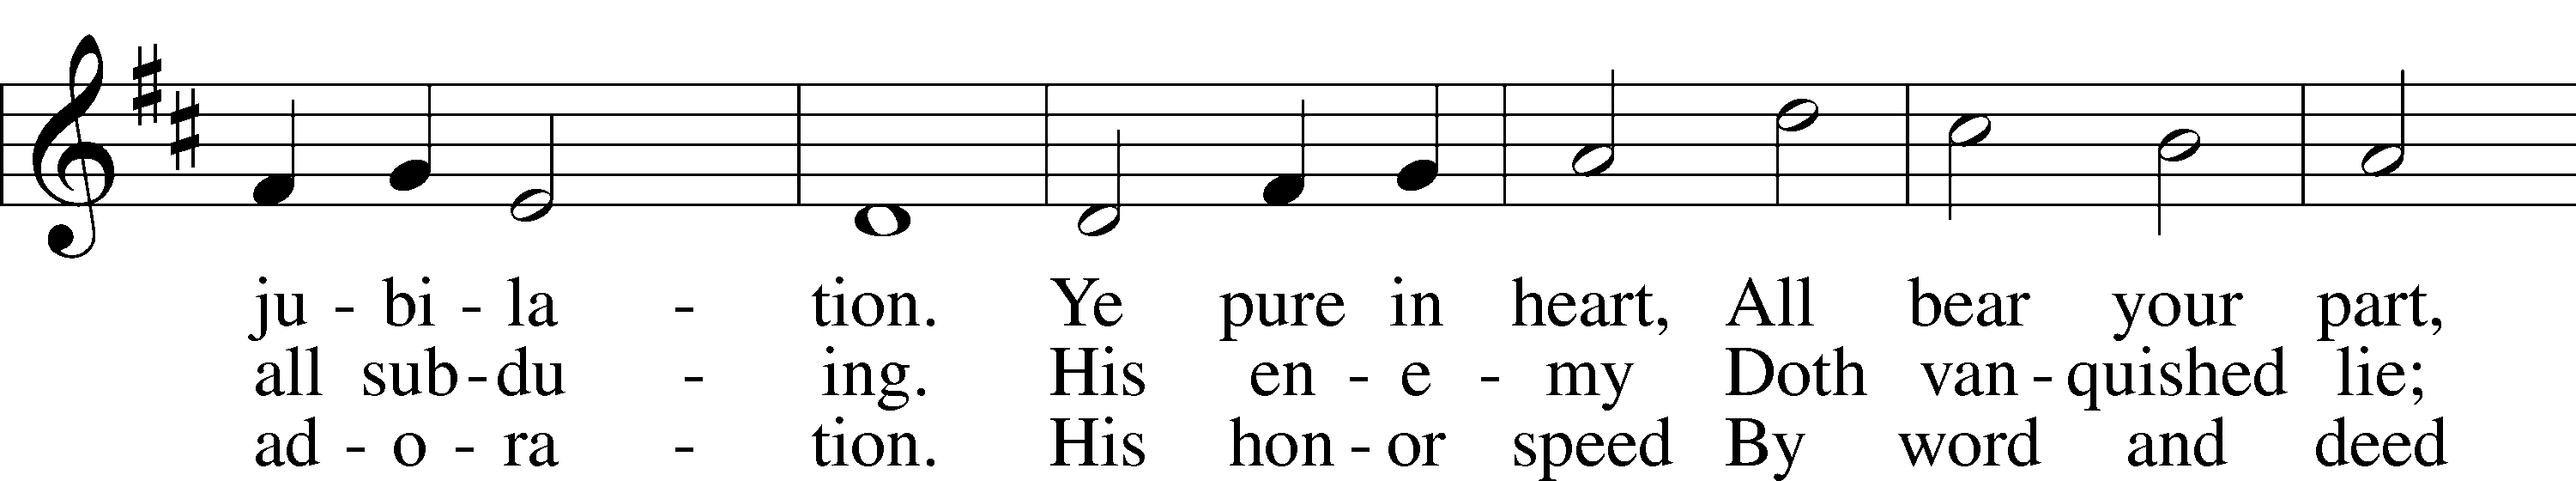 ju - bi - la - tion. Ye pure in heart, All bear your part,
all sub - du - ing. His en - e - my Doth van - quished lie;
ad - o - ra - tion. His hon - or speed By word and deed